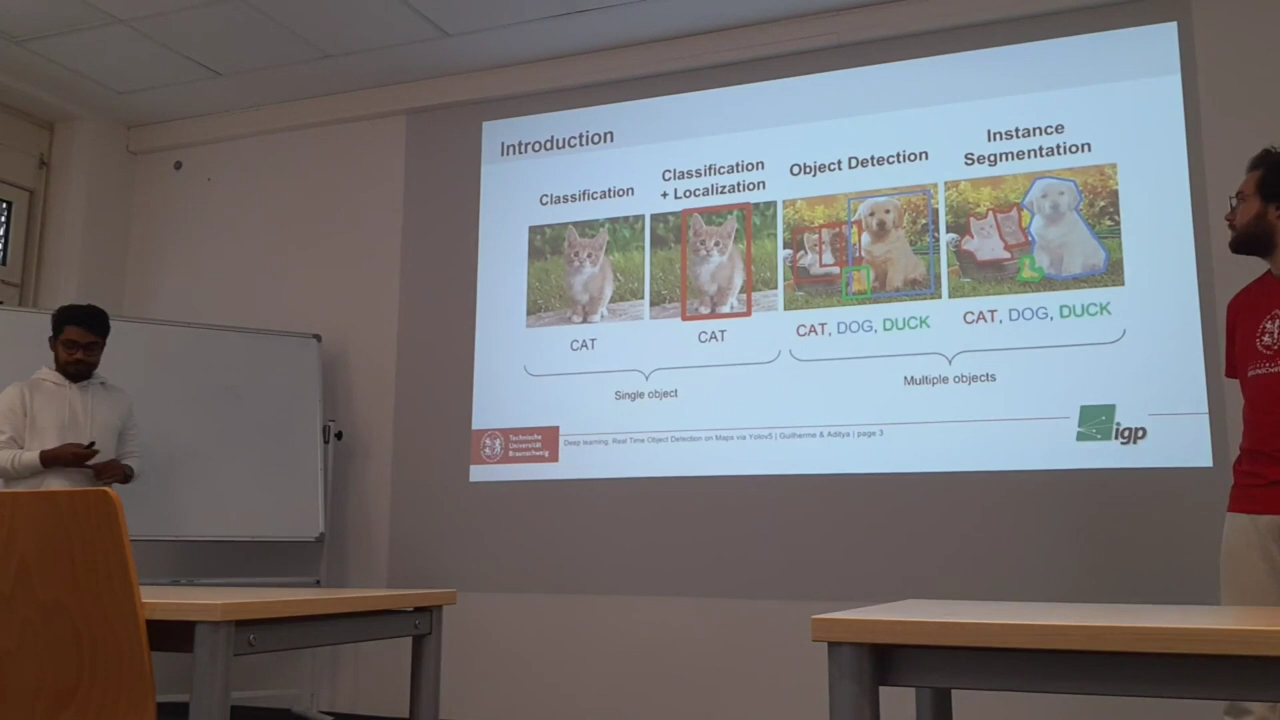 Introduction
Classification
Classification
+ Localization
Object Detection
Instance
Segmentation
CAT
CAT
CAT, DOG, DUCK
CAT, DOG, DUCK
Single object
Multiple objects
Technische
Universität
Braunschweig
Deep learning. Real Time Object Detection on Maps via Yolov5 | Guilherme & Aditya | page 3
igp